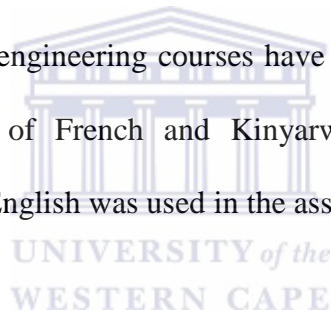 engineering courses have
of French and Kinyarw
English was used in the ass
UNIVERSITY of the
WESTERN CAPE